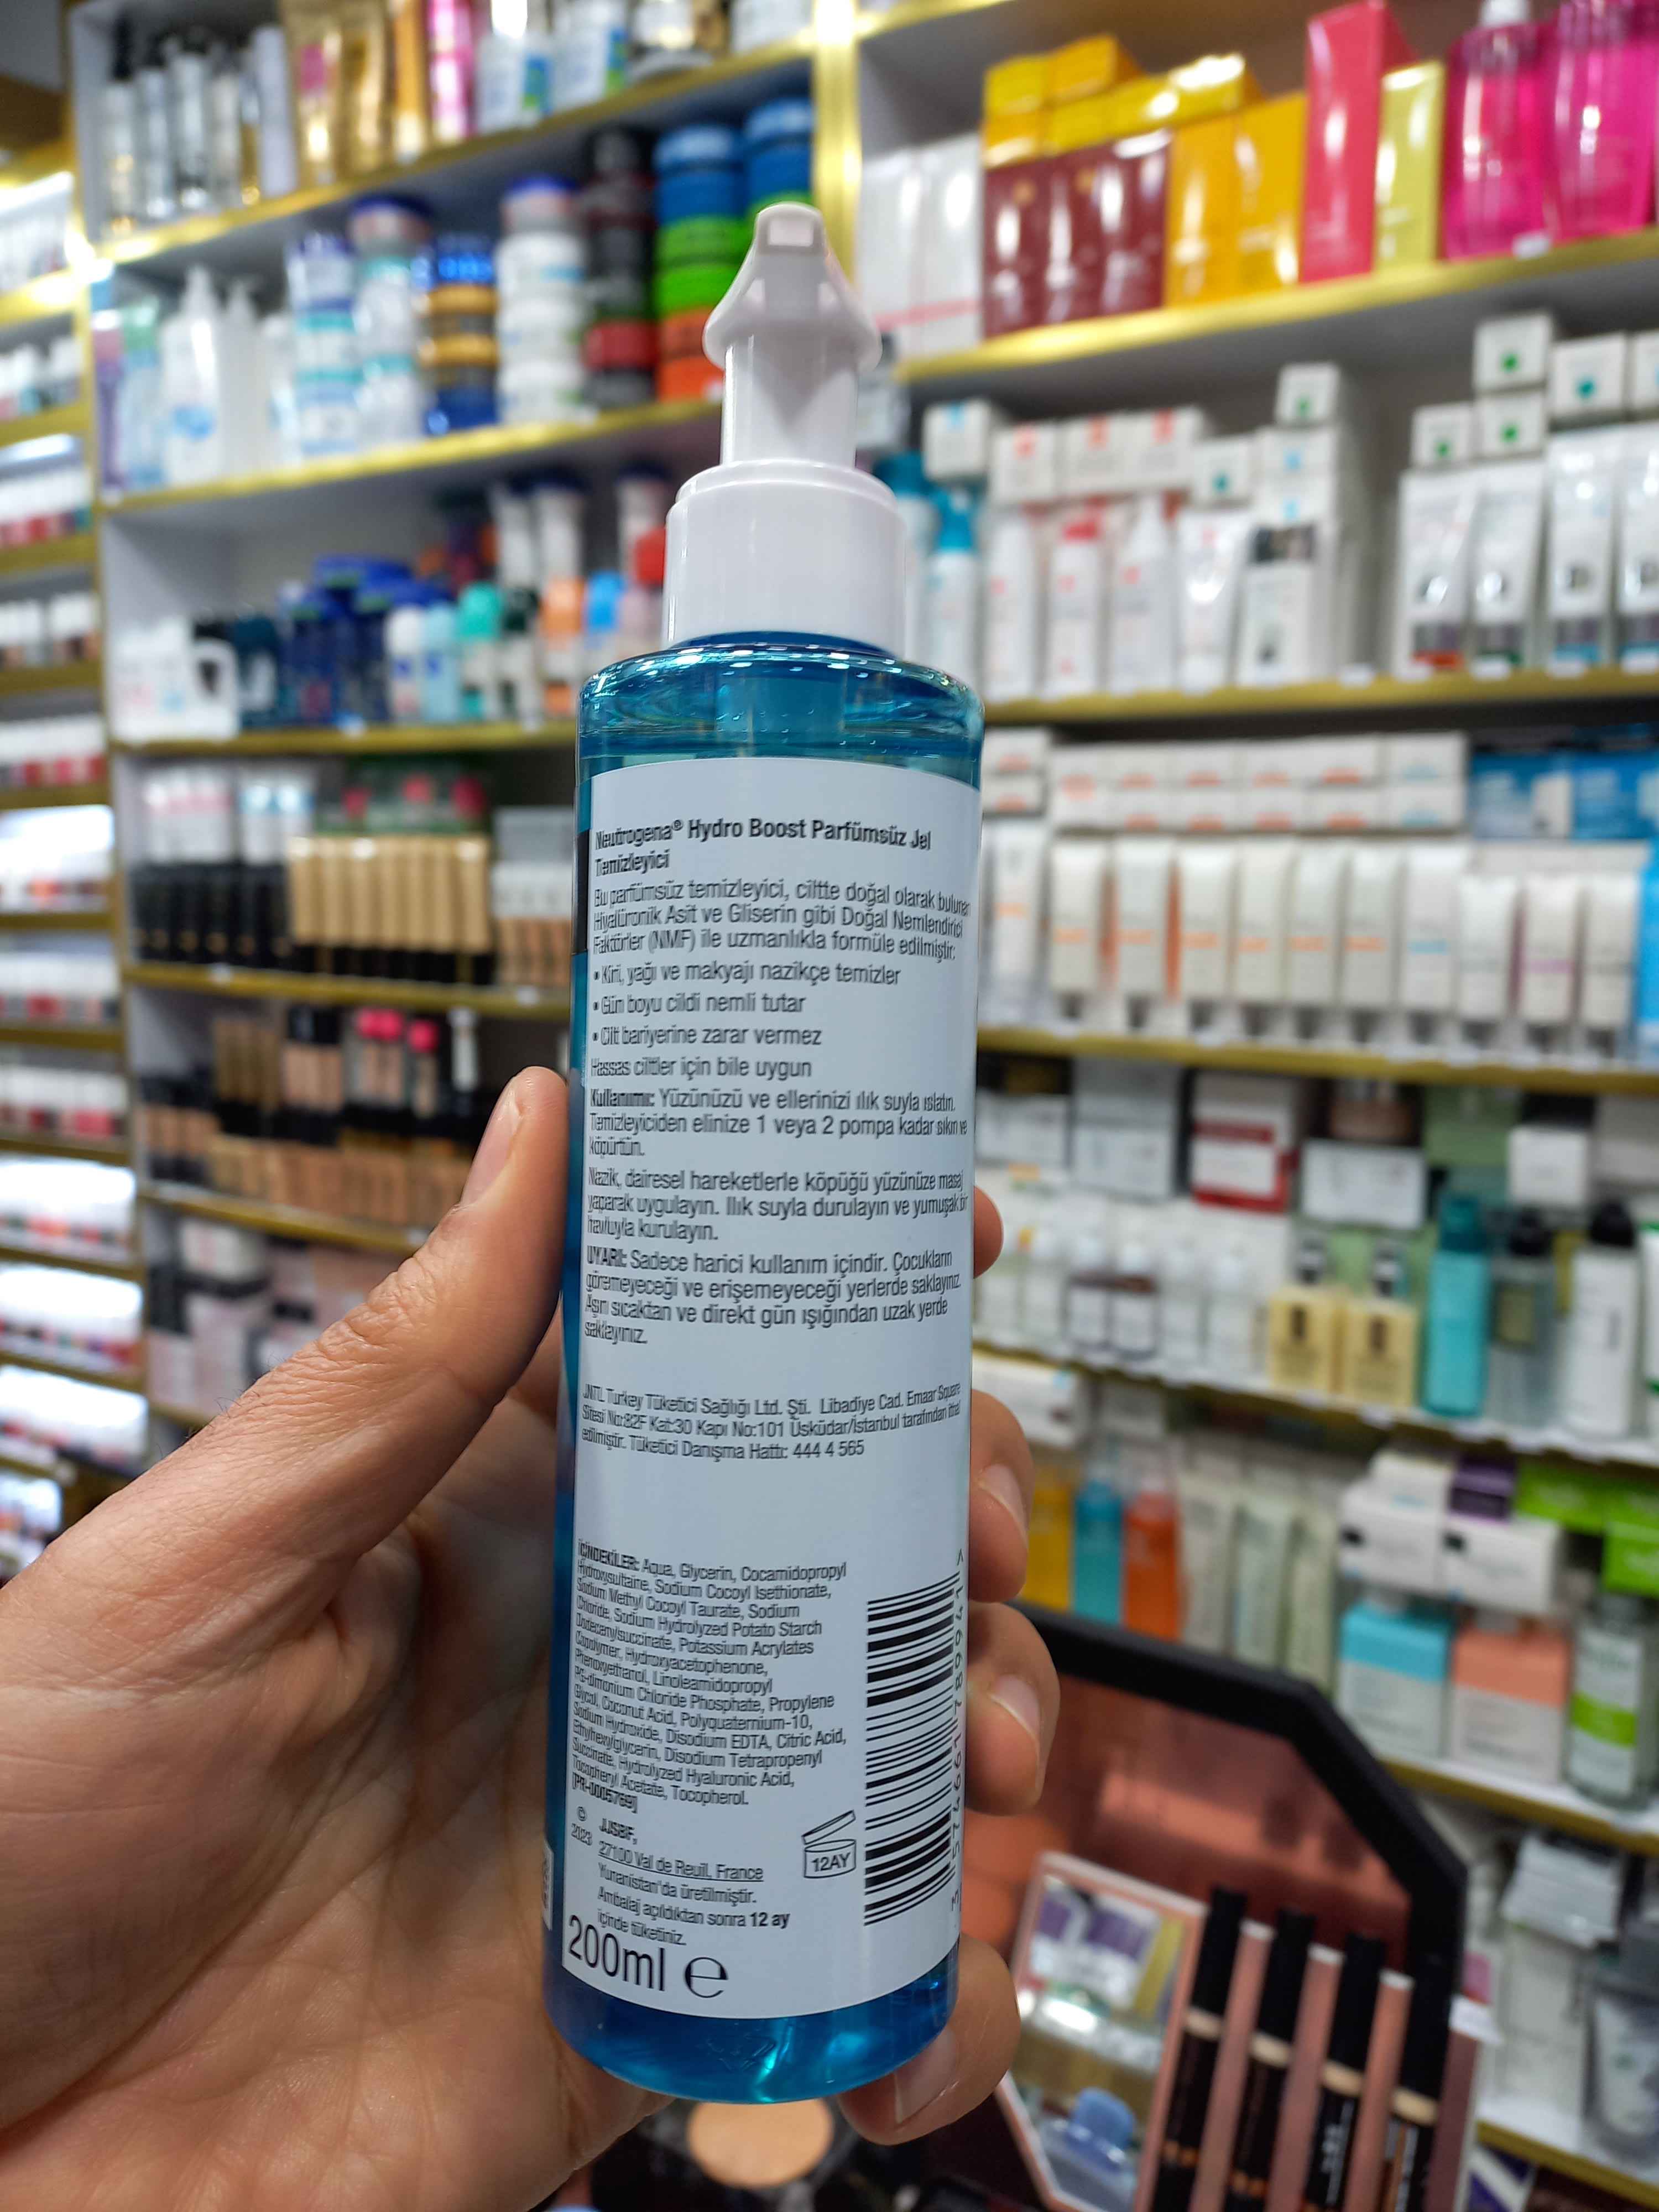 Neutrogena® Hydro Boost Parfümsüz Jel
Temizleyici
Bu parfümsüz temizleyici, ciltte doğal olarak bulunan
Hiyalüronik Asit ve Gliserin gibi Doğal Nemlendirici
Faktörler (NMF) ile uzmanlıkla formüle edilmiştir:
• Kiri, yağı ve makyajı nazikçe temizler
• Gün boyu cildi nemli tutar
• Cilt bariyerine zarar vermez
Hassas ciltler için bile uygun
Kullanımı: Yüzünüzü ve ellerinizi ılık suyla ıslatın.
Temizleyiciden elinize 1 veya 2 pompa kadar sıkın ve
köpürtün.
Nazik, dairesel hareketlerle köpüğü yüzünüze masaj
yaparak uygulayın. Ilık suyla durulayın ve yumuşak bir
havluyla kurulayın.
UYARI: Sadece harici kullanım içindir. Çocukların
göremeyeceği ve erişemeyeceği yerlerde saklayınız.
Aşırı sıcaktan ve direkt gün ışığından uzak yerde
saklayınız.
JNTL Turkey Tüketici Sağlığı Ltd. Şti. Libadiye Cad. Emaar Square
Sitesi No:82F Kat:30 Kapı No:101 Üsküdar/İstanbul tarafından ithal
edilmiştir. Tüketici Danışma Hattı: 444 4 565
İÇİNDEKİLER: Aqua, Glycerin, Cocamidopropyl
Hydroxysultaine, Sodium Cocoyl Isethionate,
Sodium Methyl Cocoyl Taurate, Sodium
Chloride, Sodium Hydrolyzed Potato Starch
Dodecenylsuccinate, Potassium Acrylates
Copolymer, Hydroxyacetophenone,
Phenoxyethanol, Linoleamidopropyl
PG-dimonium Chloride Phosphate, Propylene
Glycol, Coconut Acid, Polyquaternium-10,
Sodium Hydroxide, Disodium EDTA, Citric Acid,
Ethylhexylglycerin, Disodium Tetrapropenyl
Succinate, Hydrolyzed Hyaluronic Acid,
Tocopheryl Acetate, Tocopherol.
[PR-0005769]
© 2023
JJSBF,
27100 Val de Reuil, France
Yunanistan'da üretilmiştir.
Ambalaj açıldıktan sonra 12 ay
içinde tüketiniz.
12AY
3 574661 789941 >
200ml e